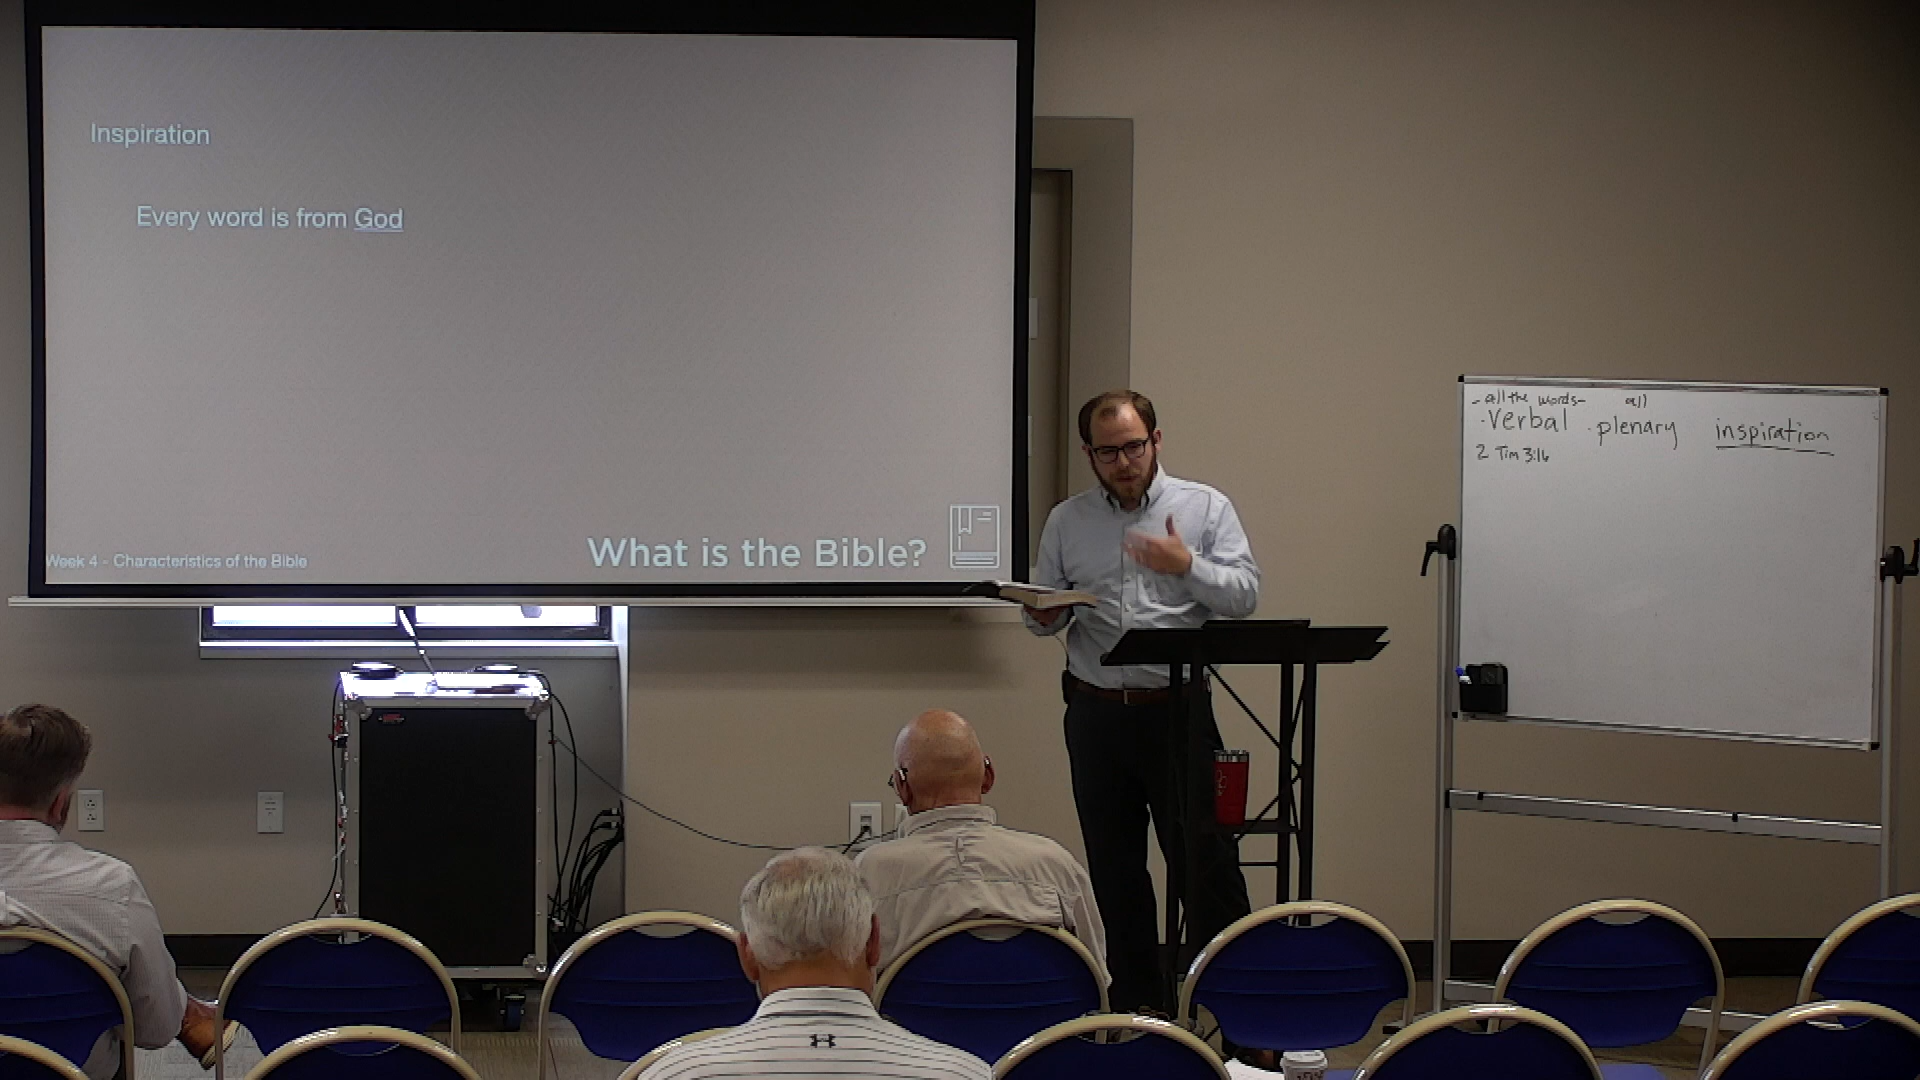 Inspiration
Every word is from God
Week 4 - Characteristics of the Bible
What is the Bible?
- all the words -
all
· verbal · plenary inspiration
2 Tim 3:16